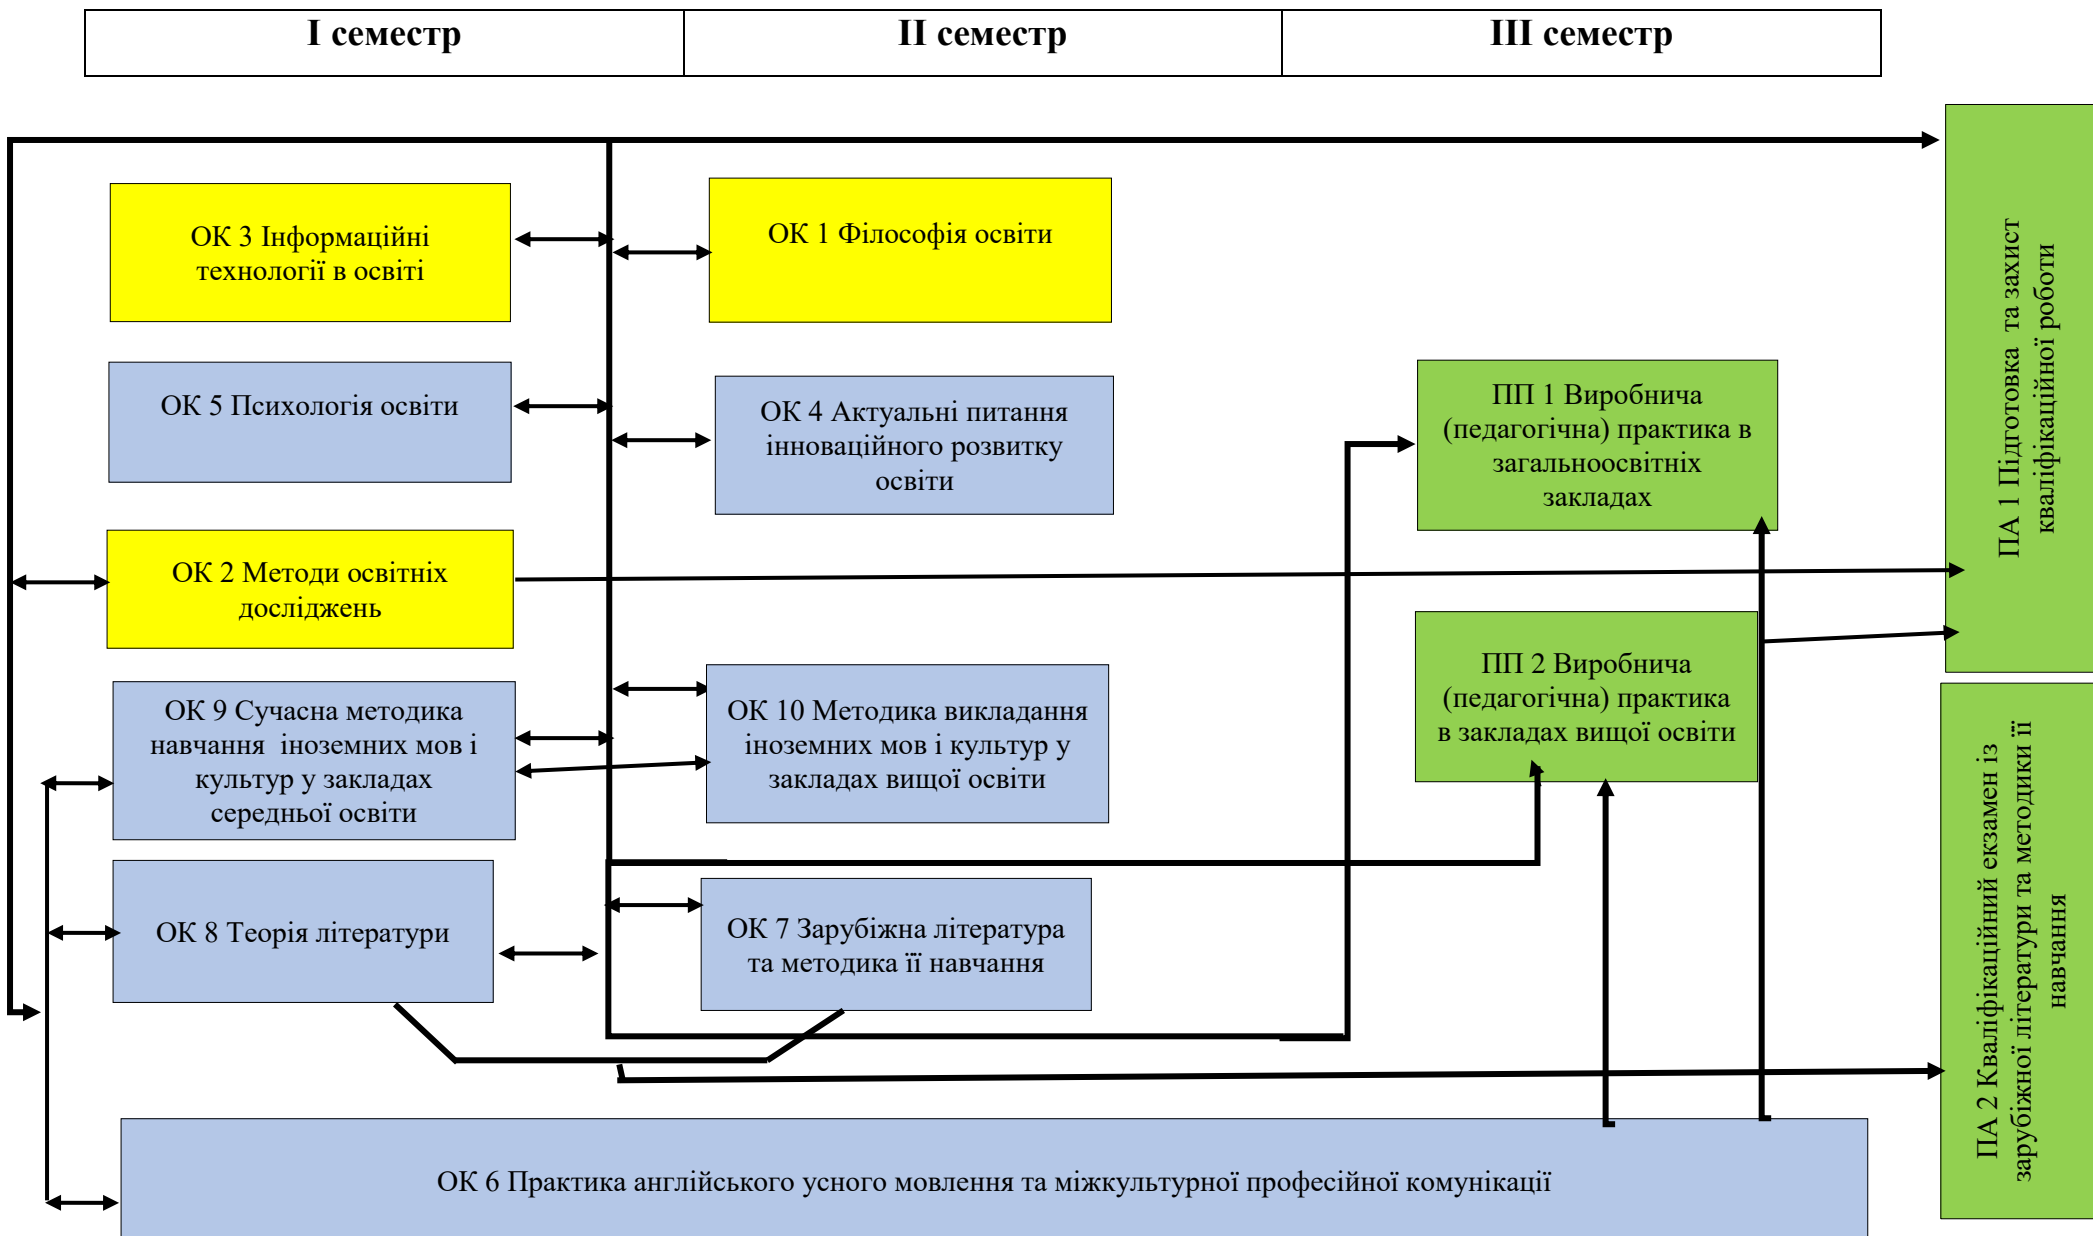 I семестр
II семестр
III семестр
ОК 3 Інформаційні
технології в освіті
ОК 1 Філософія освіти
ОК 5 Психологія освіти
ОК 4 Актуальні питання
інноваційного розвитку
освіти
ПП 1 Виробнича
(педагогічна) практика в
загальноосвітніх
закладах
ПА 1 Підготовка  та захист
кваліфікаційної роботи
ОК 2 Методи освітніх
досліджень
ПП 2 Виробнича
(педагогічна) практика
в закладах вищої освіти
ОК 9 Сучасна методика
навчання  іноземних мов і
культур у закладах
середньої освіти
ОК 10 Методика викладання
іноземних мов і культур у
закладах вищої освіти
ОК 8 Теорія літератури
ОК 7 Зарубіжна література
та методика її навчання
ПА 2 Кваліфікаційний екзамен із
зарубіжної літератури та методики її
навчання
ОК 6 Практика англійського усного мовлення та міжкультурної професійної комунікації